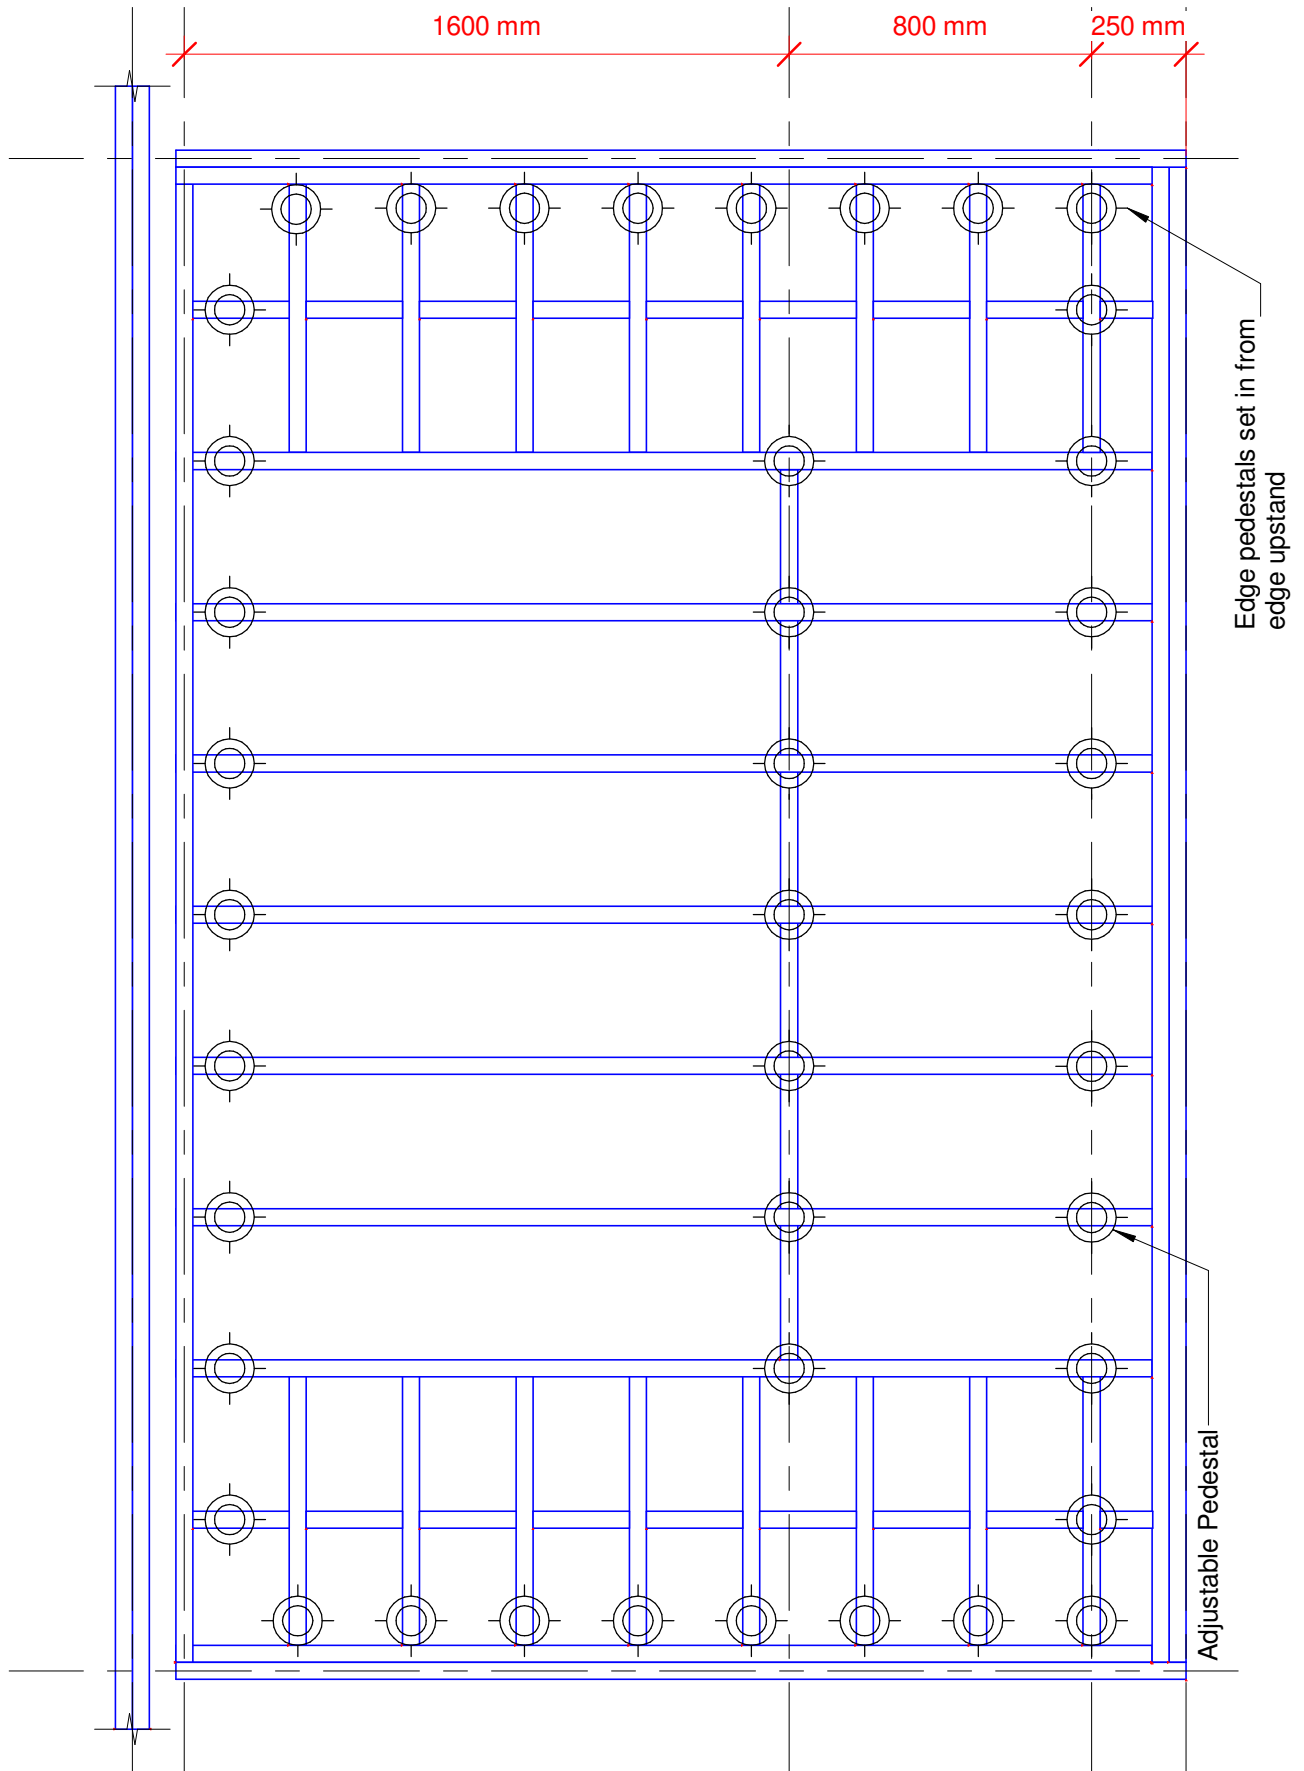 1600 mm
800 mm
250 mm
Edge pedestals set in from
edge upstand
Adjustable Pedestal